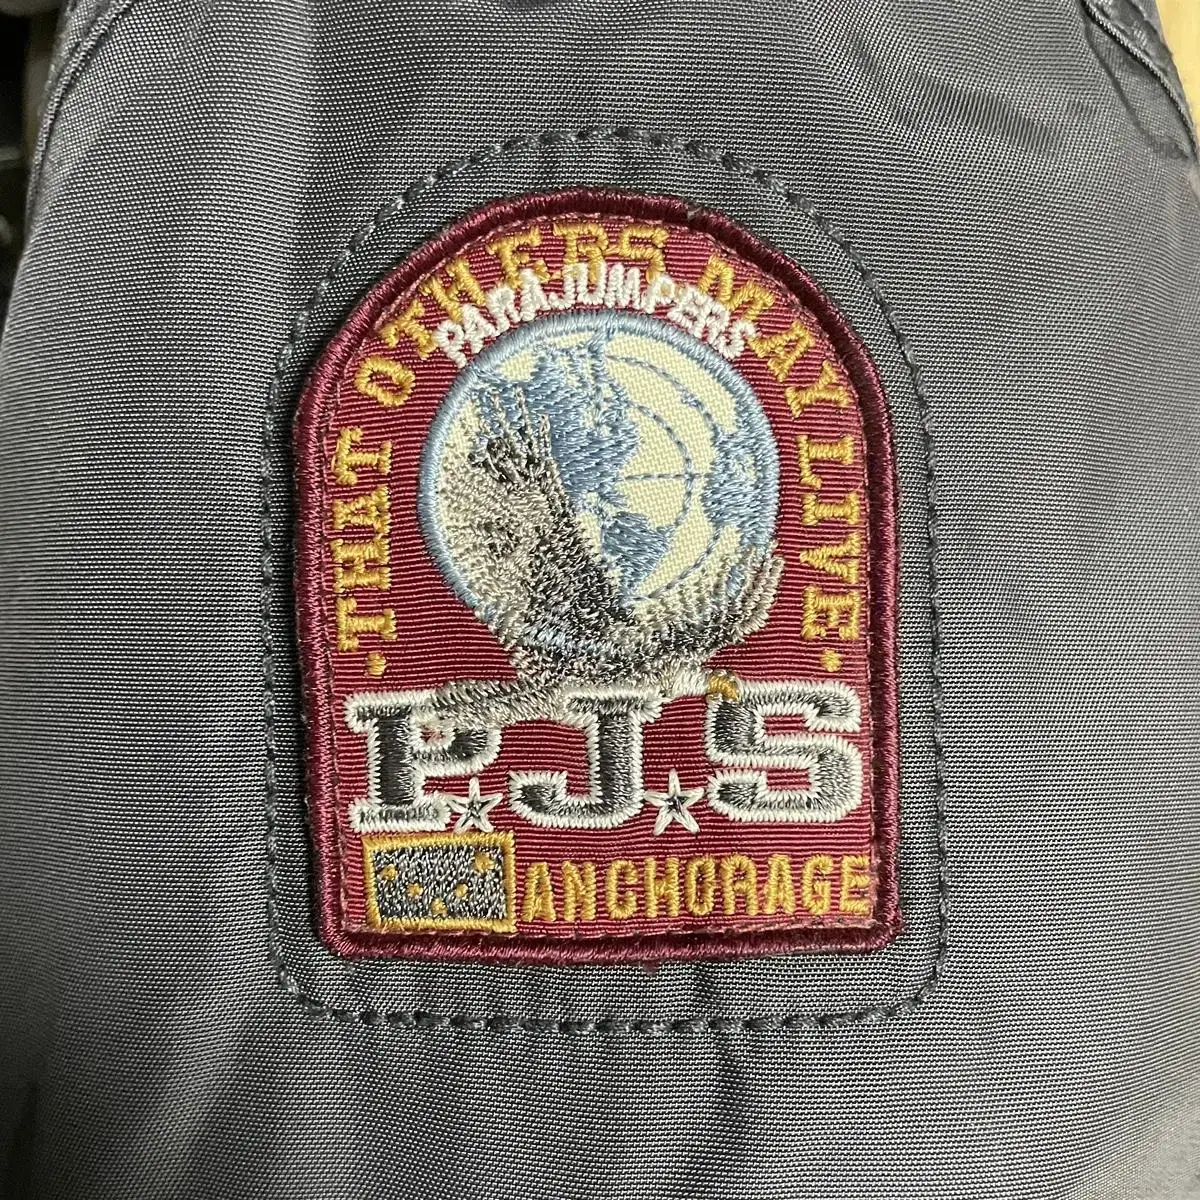 · THAT OTHERS MAY LIVE ·
PARAJUMPERS
P.J.S
ANCHORAGE